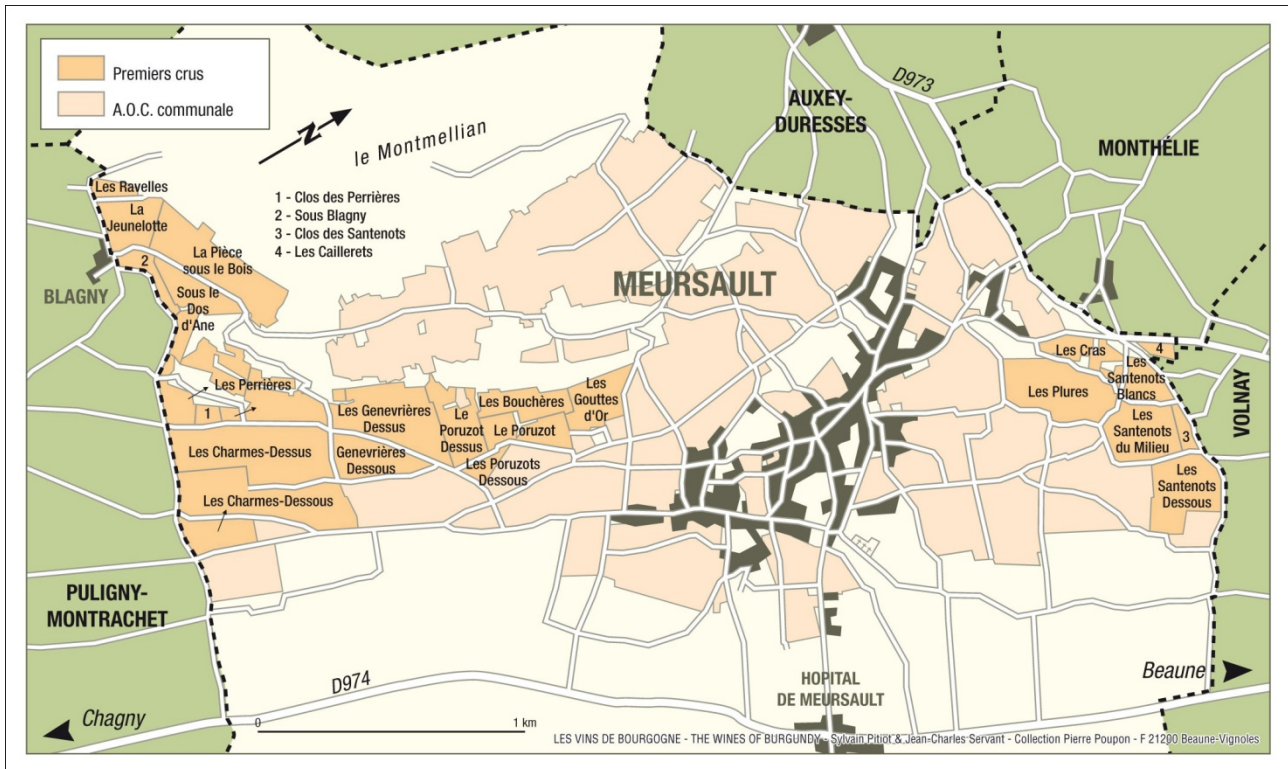 Premiers crus
A.O.C. communale
N
le Montmellian
1 - Clos des Perrières
2 - Sous Blagny
3 - Clos des Santenots
4 - Les Caillerets
AUXEY-
DURESSES
D973
MONTHÉLIE
Les Ravelles
La
Jeunelotte
La Pièce
sous le Bois
2
BLAGNY
Sous le
Dos
d'Ane
MEURSAULT
Les Perrières
1
Les Genevrières
Dessus
Le
Poruzot
Dessus
Les Bouchères
Le Poruzot
Les
Gouttes
d'Or
Les Charmes-Dessus
Genevrières
Dessous
Les Poruzots
Dessous
Les Charmes-Dessous
Les Cras
4
Les
Santenots
Blancs
Les Plures
Les
Santenots
du Milieu
3
Les
Santenots
Dessous
VOLNAY
PULIGNY-
MONTRACHET
D974
Chagny
0
1 km
HOPITAL
DE MEURSAULT
Beaune
LES VINS DE BOURGOGNE - THE WINES OF BURGUNDY - Sylvain Pitiot & Jean-Charles Servant - Collection Pierre Poupon - F 21200 Beaune-Vignoles